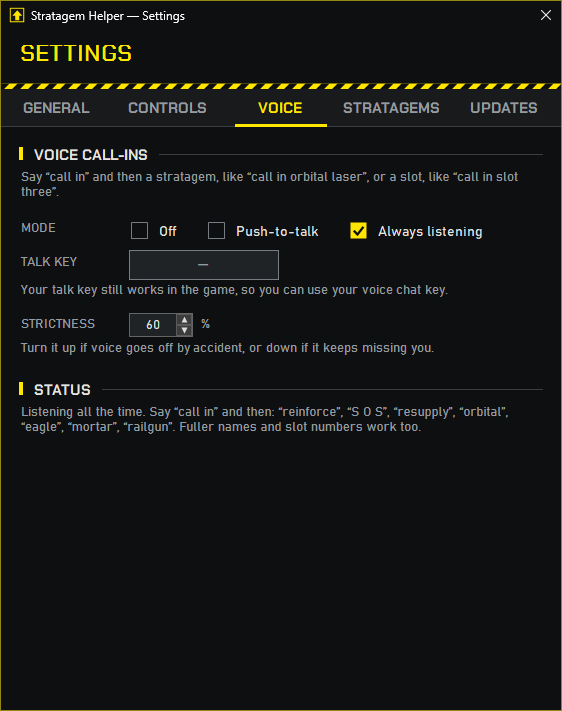 Stratagem Helper — Settings
SETTINGS
GENERAL CONTROLS VOICE STRATAGEMS UPDATES
VOICE CALL-INS
Say “call in” and then a stratagem, like “call in orbital laser”, or a slot, like “call in slot
three”.
MODE Off Push-to-talk Always listening
TALK KEY —
Your talk key still works in the game, so you can use your voice chat key.
STRICTNESS 60 %
Turn it up if voice goes off by accident, or down if it keeps missing you.
STATUS
Listening all the time. Say “call in” and then: “reinforce”, “S O S”, “resupply”, “orbital”,
“eagle”, “mortar”, “railgun”. Fuller names and slot numbers work too.